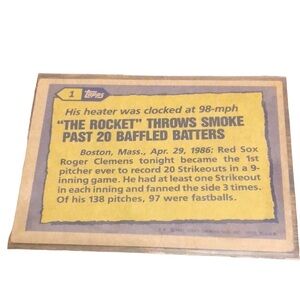 1 Topps
His heater was clocked at 98-mph
"THE ROCKET" THROWS SMOKE
PAST 20 BAFFLED BATTERS
Boston, Mass., Apr. 29, 1986: Red Sox
Roger Clemens tonight became the 1st
pitcher ever to record 20 Strikeouts in a 9-
inning game. He had at least one Strikeout
in each inning and fanned the side 3 times.
Of his 138 pitches, 97 were fastballs.